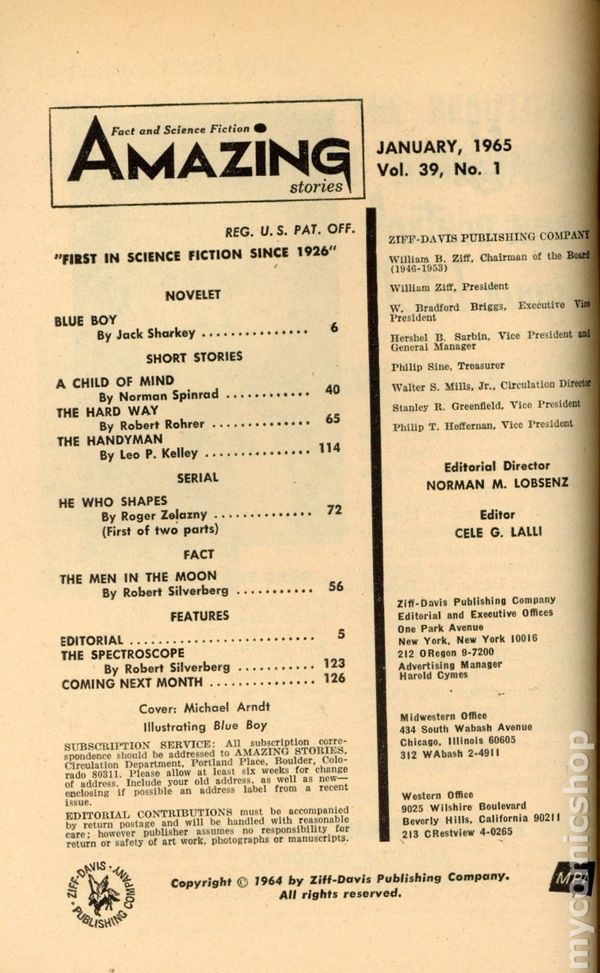 Fact and Science Fiction
AMAZING
stories
JANUARY, 1965
Vol. 39, No. 1
REG. U. S. PAT. OFF.
"FIRST IN SCIENCE FICTION SINCE 1926"
NOVELET
BLUE BOY
By Jack Sharkey ............... 6
SHORT STORIES
A CHILD OF MIND
By Norman Spinrad ............ 40
THE HARD WAY
By Robert Rohrer .............. 65
THE HANDYMAN
By Leo P. Kelley ............... 114
SERIAL
HE WHO SHAPES
By Roger Zelazny .............. 72
(First of two parts)
FACT
THE MEN IN THE MOON
By Robert Silverberg ........... 56
FEATURES
EDITORIAL .......................... 5
THE SPECTROSCOPE
By Robert Silverberg ........... 123
COMING NEXT MONTH .............. 126
Cover: Michael Arndt
Illustrating Blue Boy
SUBSCRIPTION SERVICE: All subscription corre-
spondence should be addressed to AMAZING STORIES,
Circulation Department, Portland Place, Boulder, Colo-
rado 80311. Please allow at least six weeks for change
of address. Include your old address, as well as new—
enclosing if possible an address label from a recent
issue.
EDITORIAL CONTRIBUTIONS must be accompanied
by return postage and will be handled with reasonable
care; however publisher assumes no responsibility for
return or safety of art work, photographs or manuscripts.
ZIFF-DAVIS PUBLISHING COMPANY
William B. Ziff, Chairman of the Board
(1946-1953)
William Ziff, President
W. Bradford Briggs, Executive Vice
President
Hershel B. Sarbin, Vice President and
General Manager
Philip Sine, Treasurer
Walter S. Mills, Jr., Circulation Director
Stanley R. Greenfield, Vice President
Philip T. Heffernan, Vice President
Editorial Director
NORMAN M. LOBSENZ
Editor
CELE G. LALLI
Ziff-Davis Publishing Company
Editorial and Executive Offices
One Park Avenue
New York, New York 10016
212 ORegon 9-7200
Advertising Manager
Harold Cymes
Midwestern Office
434 South Wabash Avenue
Chicago, Illinois 60605
312 WAbash 2-4911
Western Office
9025 Wilshire Boulevard
Beverly Hills, California 90211
213 CRestview 4-0265
ZIFF-DAVIS PUBLISHING COMPANY
Copyright © 1964 by Ziff-Davis Publishing Company.
All rights reserved.
MPA
mycomicshop